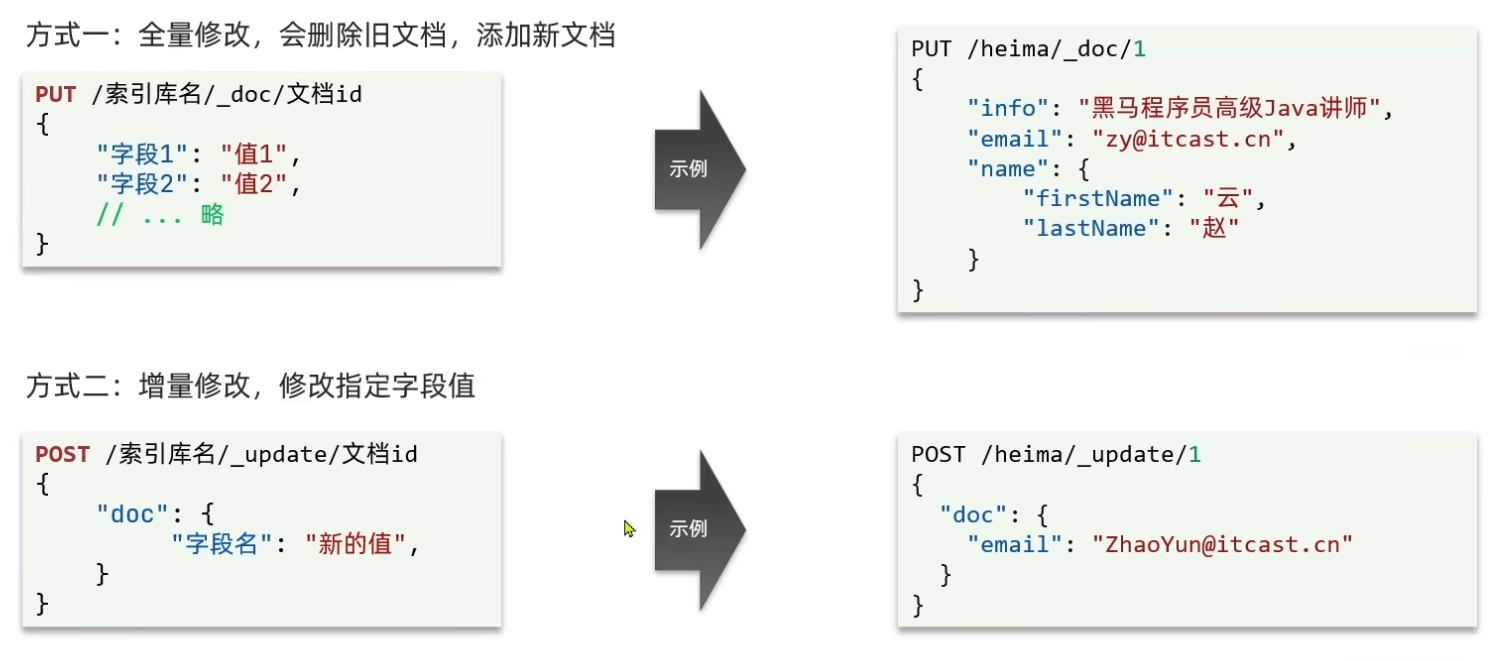 方式一：全量修改，会删除旧文档，添加新文档
PUT /索引库名/_doc/文档id
{
    "字段1": "值1",
    "字段2": "值2",
    // ... 略
}
示例
PUT /heima/_doc/1
{
    "info": "黑马程序员高级Java讲师",
    "email": "zy@itcast.cn",
    "name": {
        "firstName": "云",
        "lastName": "赵"
    }
}
方式二：增量修改，修改指定字段值
POST /索引库名/_update/文档id
{
    "doc": {
         "字段名": "新的值",
    }
}
示例
POST /heima/_update/1
{
  "doc": {
    "email": "ZhaoYun@itcast.cn"
  }
}